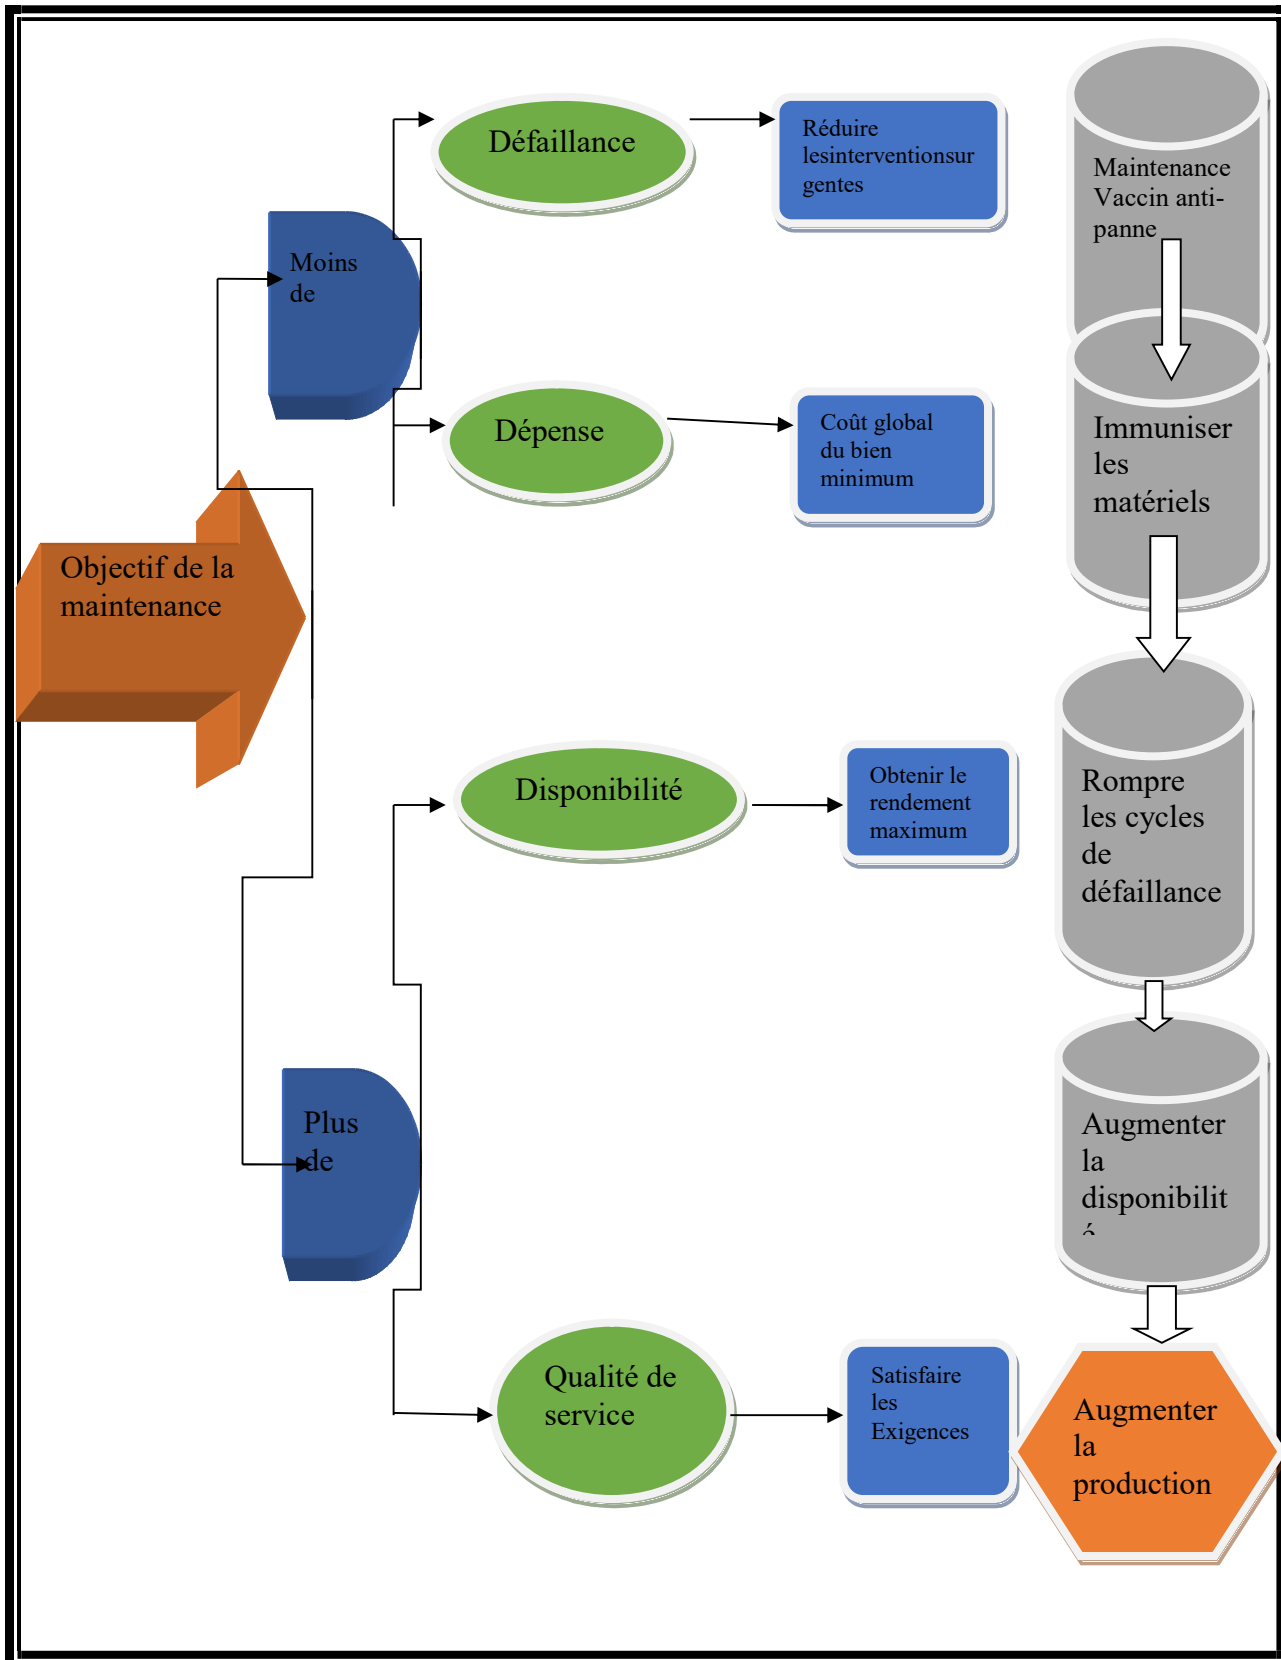 Défaillance
Réduire
lesinterventionsur
gentes
Moins
de
Dépense
Coût global
du bien
minimum
Objectif de la
maintenance
Disponibilité
Obtenir le
rendement
maximum
Plus
de
Qualité de
service
Satisfaire
les
Exigences
Maintenance
Vaccin anti-
panne
Immuniser
les
matériels
Rompre
les cycles
de
défaillance
Augmenter
la
disponibilit
é
Augmenter
la
production